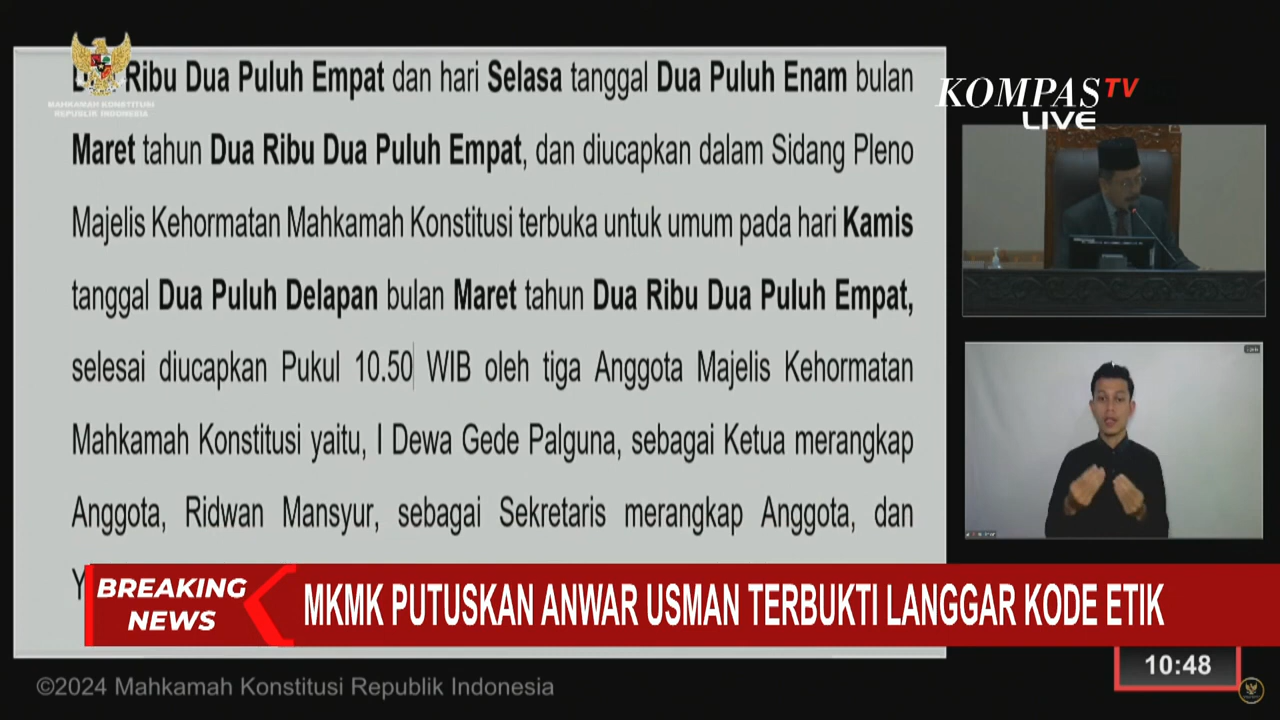 MAHKAMAH KONSTITUSI
REPUBLIK INDONESIA
Ribu Dua Puluh Empat dan hari Selasa tanggal Dua Puluh Enam bulan
Maret tahun Dua Ribu Dua Puluh Empat, dan diucapkan dalam Sidang Pleno
Majelis Kehormatan Mahkamah Konstitusi terbuka untuk umum pada hari Kamis
tanggal Dua Puluh Delapan bulan Maret tahun Dua Ribu Dua Puluh Empat,
selesai diucapkan Pukul 10.50 WIB oleh tiga Anggota Majelis Kehormatan
Mahkamah Konstitusi yaitu, I Dewa Gede Palguna, sebagai Ketua merangkap
Anggota, Ridwan Mansyur, sebagai Sekretaris merangkap Anggota, dan
KOMPAS TV
LIVE
BREAKING
NEWS
MKMK PUTUSKAN ANWAR USMAN TERBUKTI LANGGAR KODE ETIK
10:48
©2024 Mahkamah Konstitusi Republik Indonesia